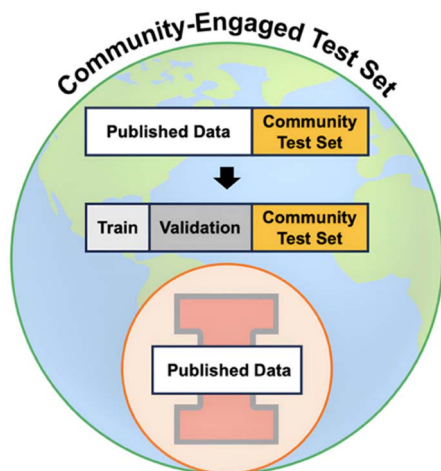 Community-Engaged Test Set
Published Data
Community
Test Set
Train
Validation
Community
Test Set
Published Data